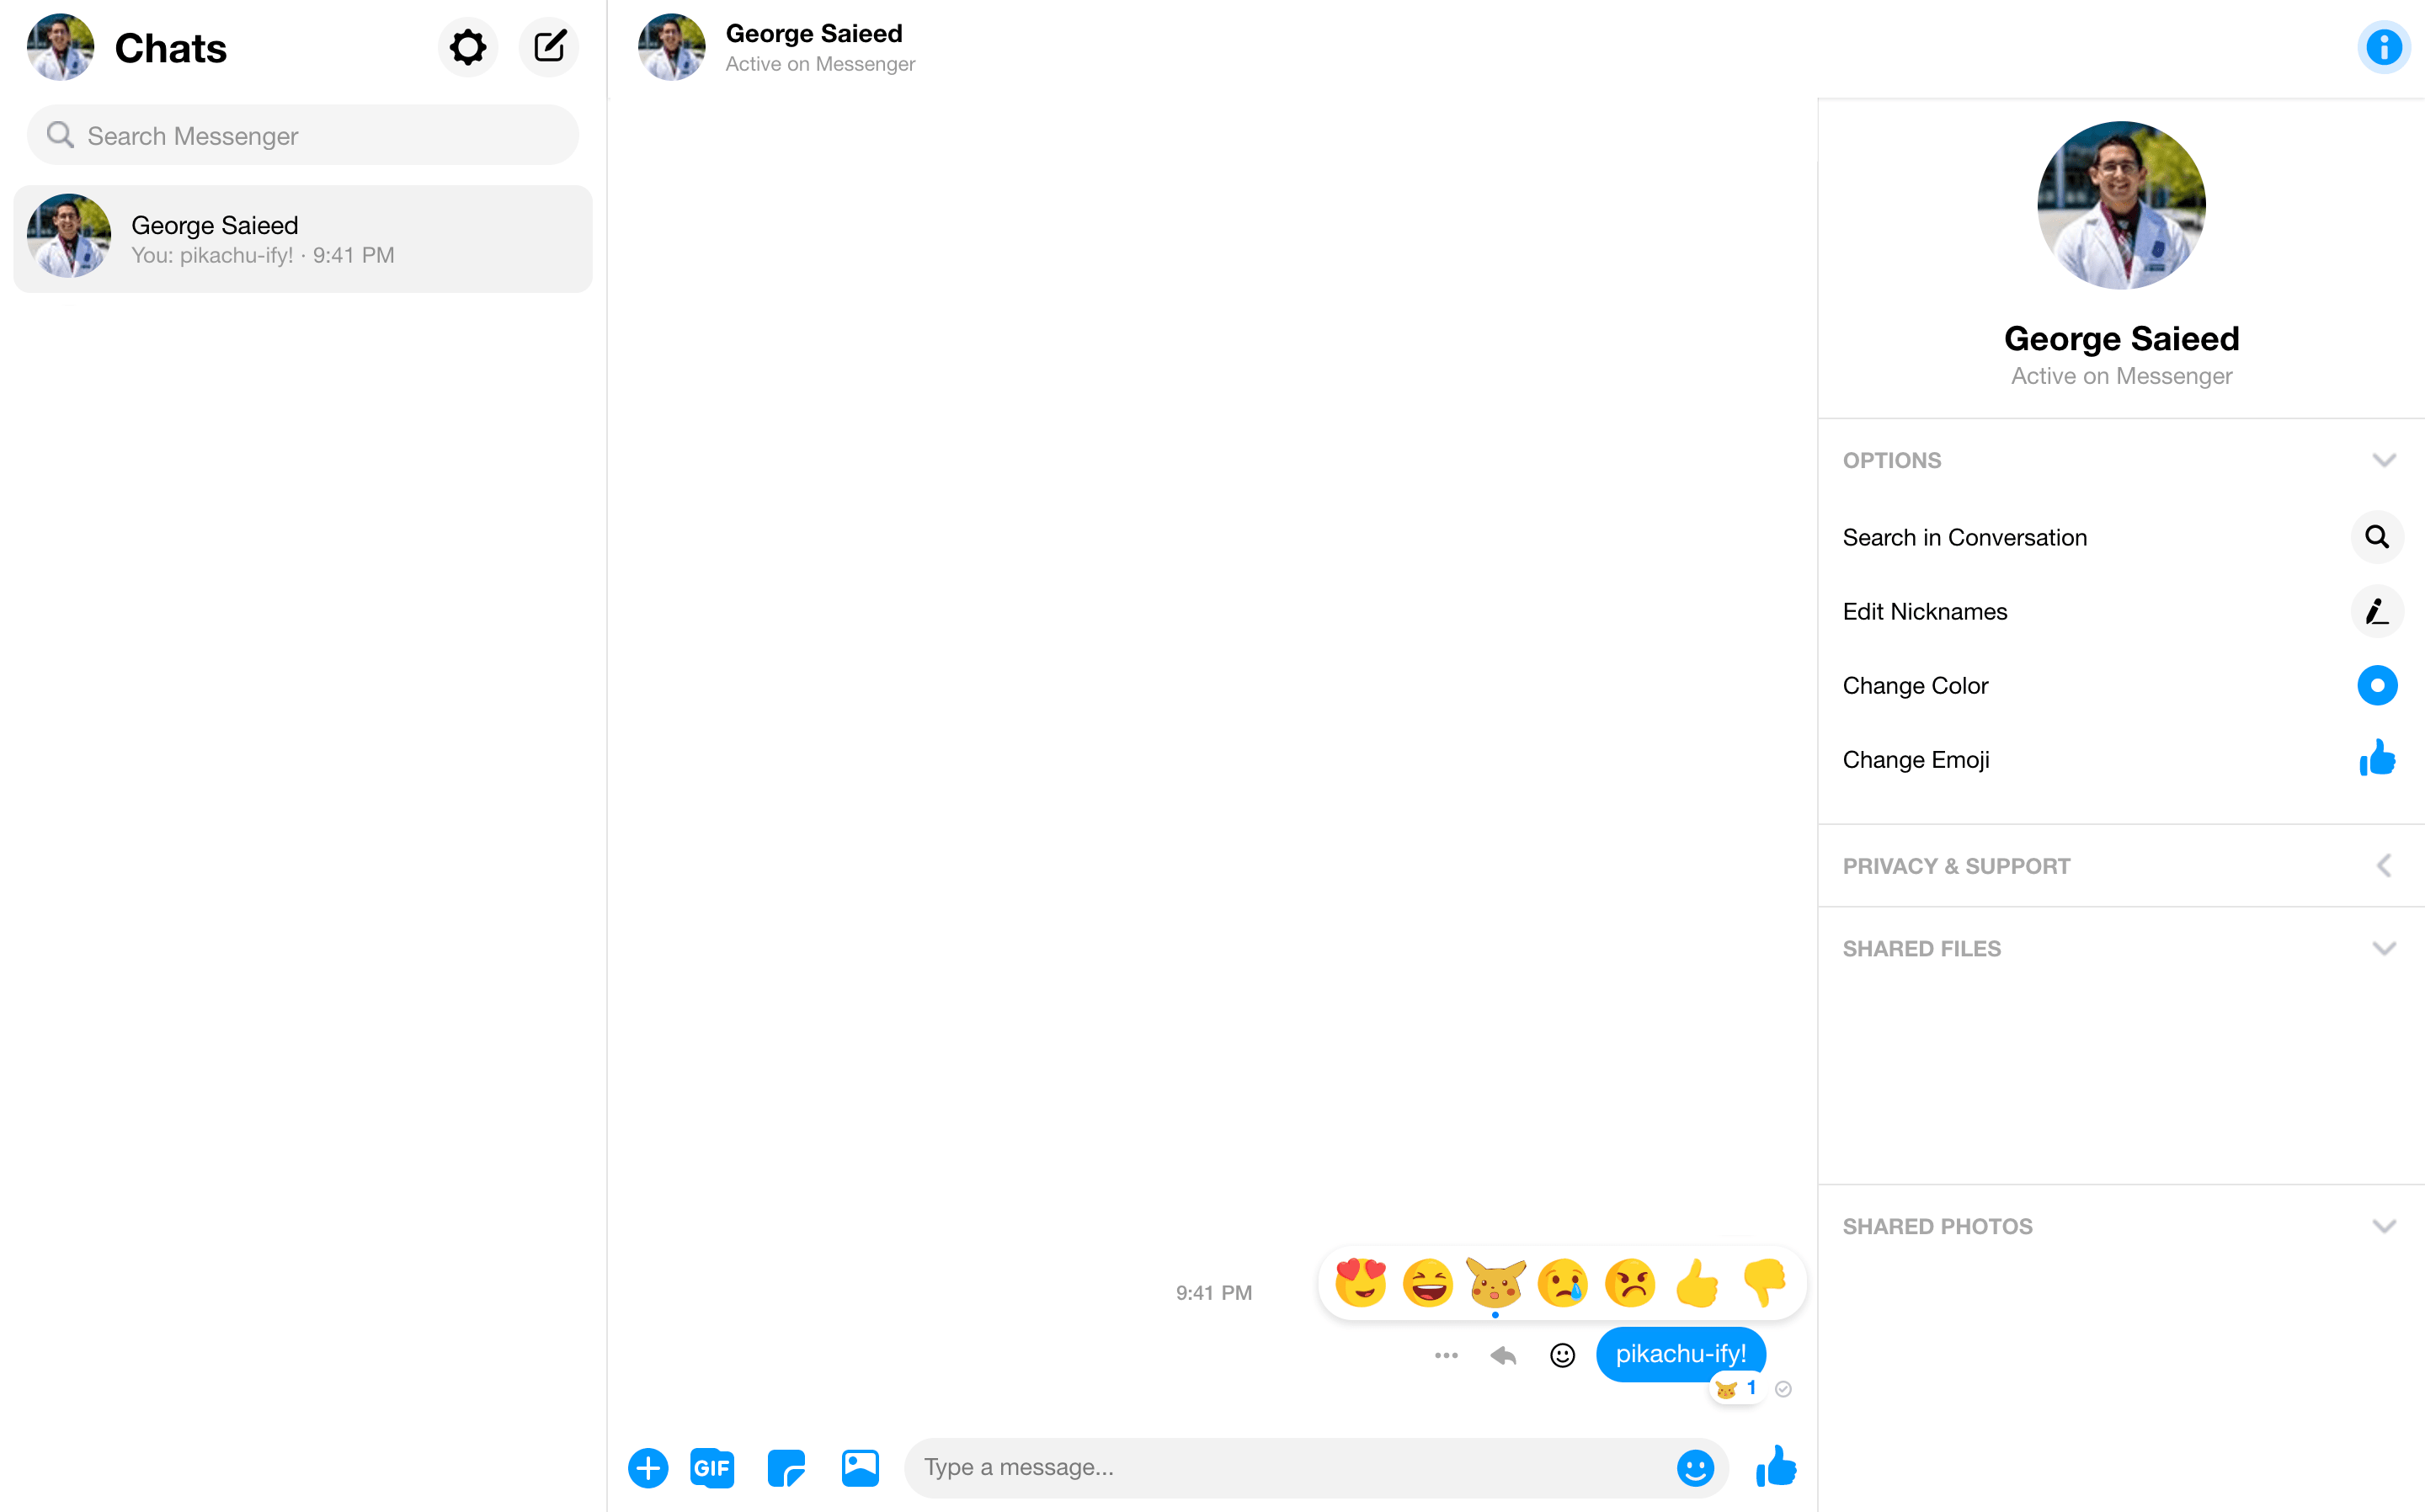 Chats
Search Messenger
George Saieed
You: pikachu-ify! · 9:41 PM
George Saieed
Active on Messenger
George Saieed
Active on Messenger
OPTIONS
Search in Conversation
Edit Nicknames
Change Color
Change Emoji
PRIVACY & SUPPORT
SHARED FILES
SHARED PHOTOS
9:41 PM
pikachu-ify!
1
GIF
Type a message...